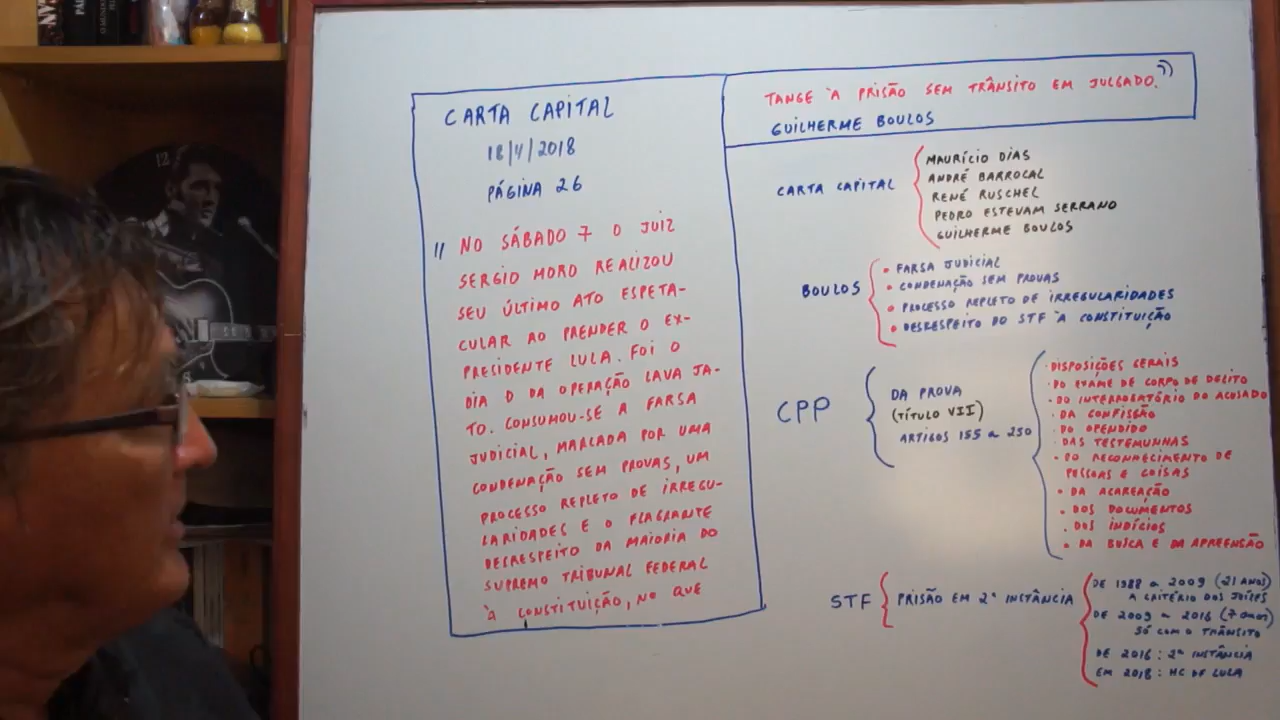 CARTA CAPITAL
18/4/2018
PÁGINA 26
" NO SÁBADO 7 O JUIZ
SERGIO MORO REALIZOU
SEU ÚLTIMO ATO ESPETA-
CULAR AO PRENDER O EX-
PRESIDENTE LULA. FOI O
DIA D DA OPERAÇÃO LAVA JA-
TO. CONSUMOU-SE A FARSA
JUDICIAL, MARCADA POR UMA
CONDENAÇÃO SEM PROVAS, UM
PROCESSO REPLETO DE IRREGU-
LARIDADES E O FLAGRANTE
DESRESPEITO DA MAIORIA DO
SUPREMO TRIBUNAL FEDERAL
À CONSTITUIÇÃO, NO QUE
TANGE À PRISÃO SEM TRÂNSITO EM JULGADO."
GUILHERME BOULOS
CARTA CAPITAL
MAURÍCIO DIAS
ANDRÉ BARROCAL
RENÉ RUSCHEL
PEDRO ESTEVAM SERRANO
GUILHERME BOULOS
BOULOS
• FARSA JUDICIAL
• CONDENAÇÃO SEM PROVAS
• PROCESSO REPLETO DE IRREGULARIDADES
• DESRESPEITO DO STF À CONSTITUIÇÃO
CPP
DA PROVA
(TÍTULO VII)
ARTIGOS 155 a 250
• DISPOSIÇÕES GERAIS
• DO EXAME DE CORPO DE DELITO
• DO INTERROGATÓRIO DO ACUSADO
• DA CONFISSÃO
• DO OFENDIDO
• DAS TESTEMUNHAS
• DO RECONHECIMENTO DE
PESSOAS E COISAS
• DA ACAREAÇÃO
• DOS DOCUMENTOS
• DOS INDÍCIOS
• DA BUSCA E DA APREENSÃO
STF
PRISÃO EM 2ª INSTÂNCIA
DE 1988 a 2009 (21 ANOS)
A CRITÉRIO DOS JUÍZES
DE 2009 a 2016 (7 anos)
SÓ COM O TRÂNSITO
DE 2016: 2ª INSTÂNCIA
EM 2018: HC DE LULA
12